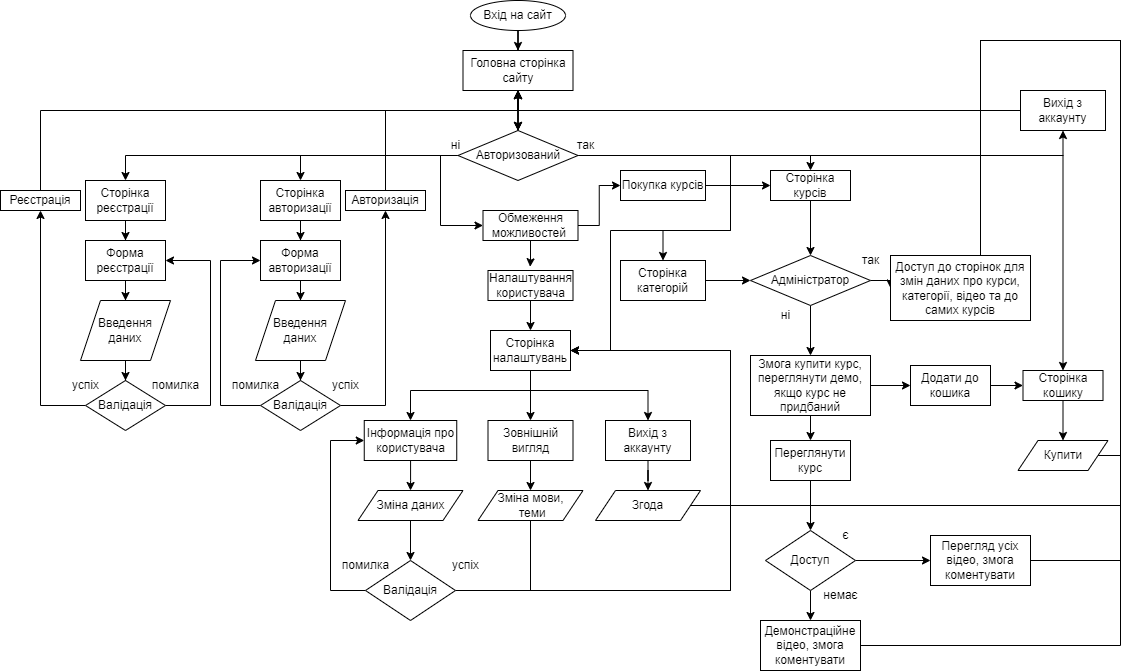 Вхід на сайт
Головна сторінка
сайту
Вихід з
аккаунту
ні
Авторизований
так
Реєстрація
Сторінка
реєстрації
Сторінка
авторизації
Авторизація
Покупка курсів
Сторінка
курсів
Обмеження
можливостей
Форма
реєстрації
Форма
авторизації
Налаштування
користувача
Сторінка
категорій
Адміністратор
так
ні
Доступ до сторінок для
змін даних про курси,
категорії, відео та до
самих курсів
Введення
даних
Введення
даних
Сторінка
налаштувань
Змога купити курс,
переглянути демо,
якщо курс не
придбаний
Додати до
кошика
Сторінка
кошику
успіх
Валідація
помилка
помилка
Валідація
успіх
Інформація про
користувача
Зовнішній
вигляд
Вихід з
аккаунту
Переглянути
курс
Купити
Зміна даних
Зміна мови,
теми
Згода
помилка
Валідація
успіх
Доступ
є
немає
Перегляд усіх
відео, змога
коментувати
Демонстраційне
відео, змога
коментувати